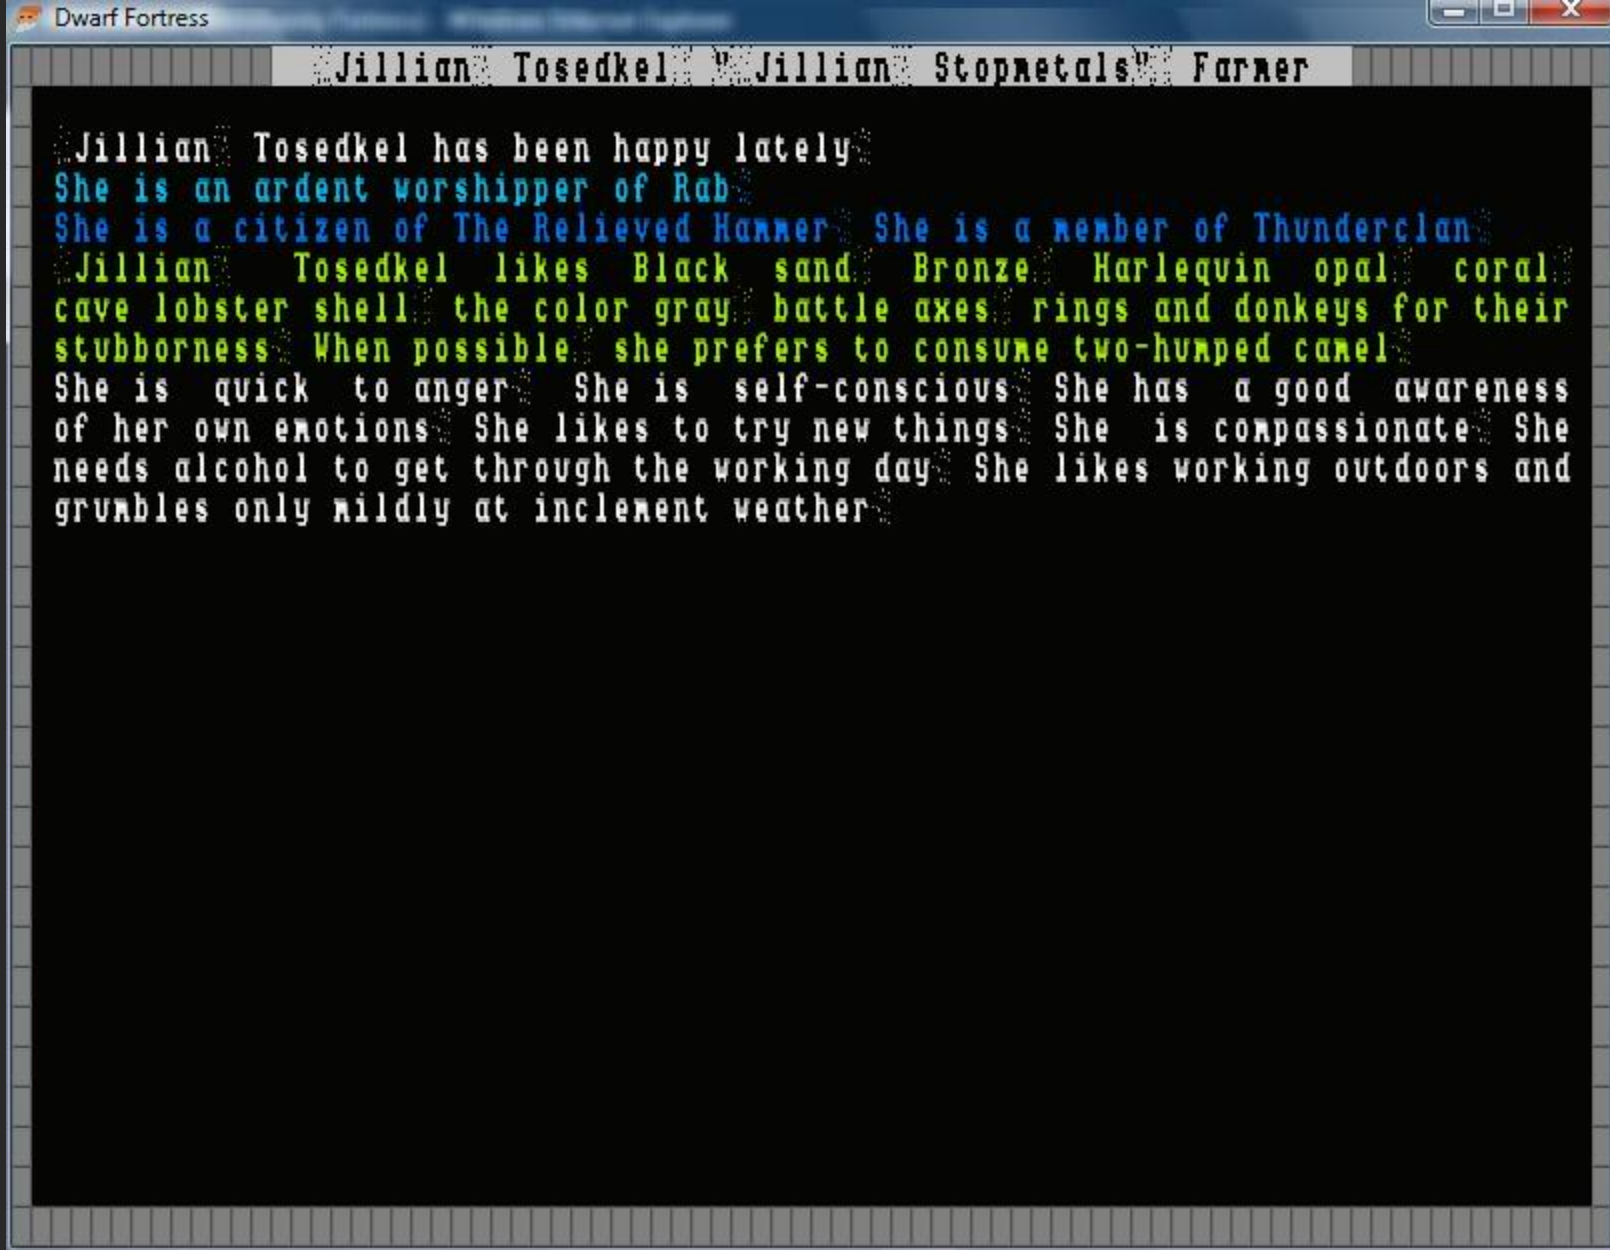 Dwarf Fortress
`Jillian' Tosedkel, "`Jillian' Stopmetals", Farmer
`Jillian' Tosedkel has been happy lately.
She is an ardent worshipper of Rab.
She is a citizen of The Relieved Hammer. She is a member of Thunderclan.
`Jillian' Tosedkel likes Black sand, Bronze, Harlequin opal, coral,
cave lobster shell, the color gray, battle axes, rings and donkeys for their
stubborness. When possible, she prefers to consume two-humped camel.
She is quick to anger. She is self-conscious. She has a good awareness
of her own emotions. She likes to try new things. She is compassionate. She
needs alcohol to get through the working day. She likes working outdoors and
grumbles only mildly at inclement weather.